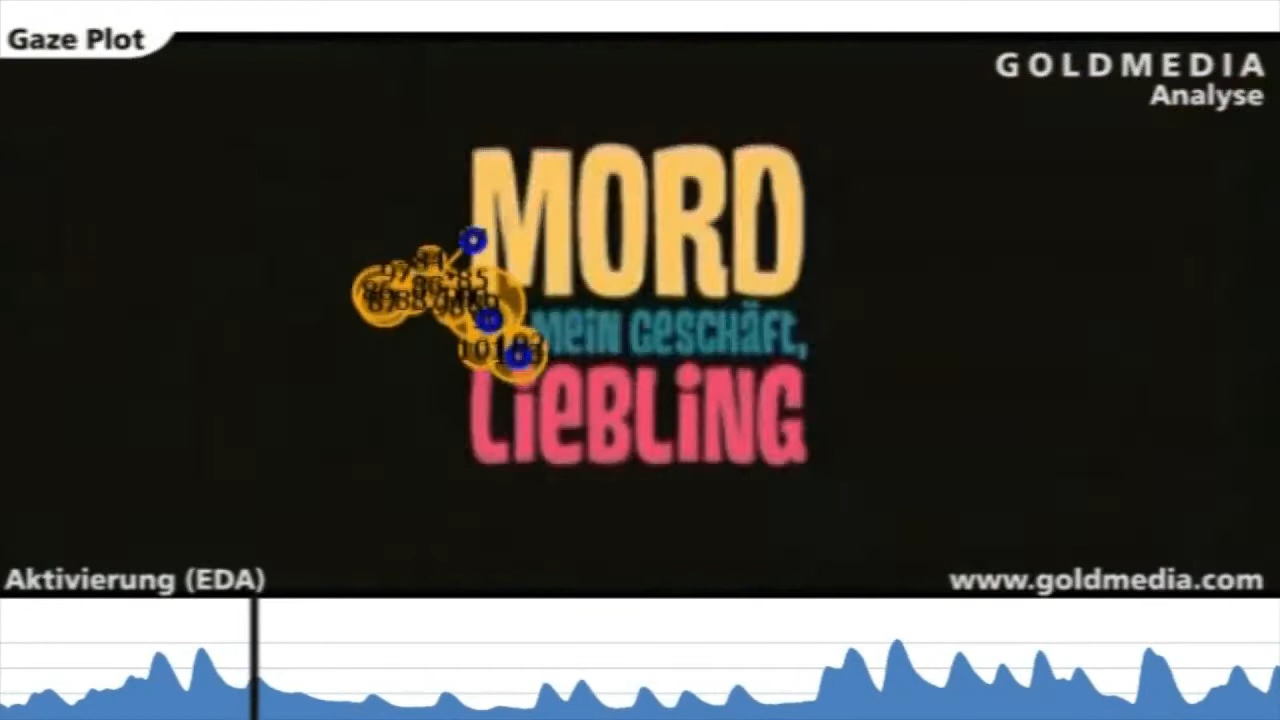 Gaze Plot
GOLDMEDIA
Analyse
MORD
MEIN GESCHÄFT,
LIEBLING
Aktivierung (EDA)
www.goldmedia.com